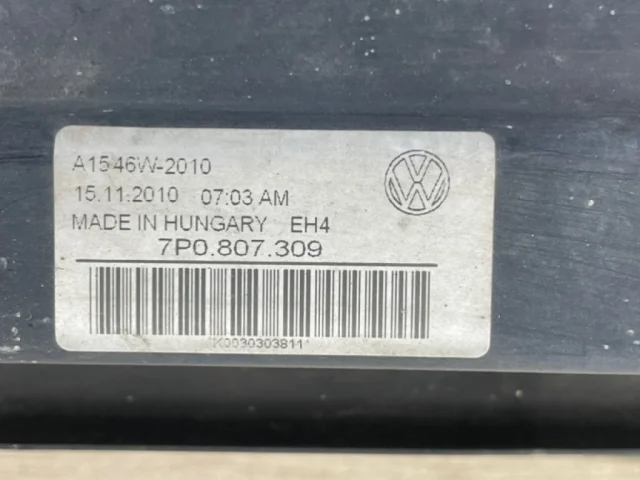 A1546W-2010
15.11.2010 07:03 AM
MADE IN HUNGARY EH4
7P0.807.309
*K0030303811*